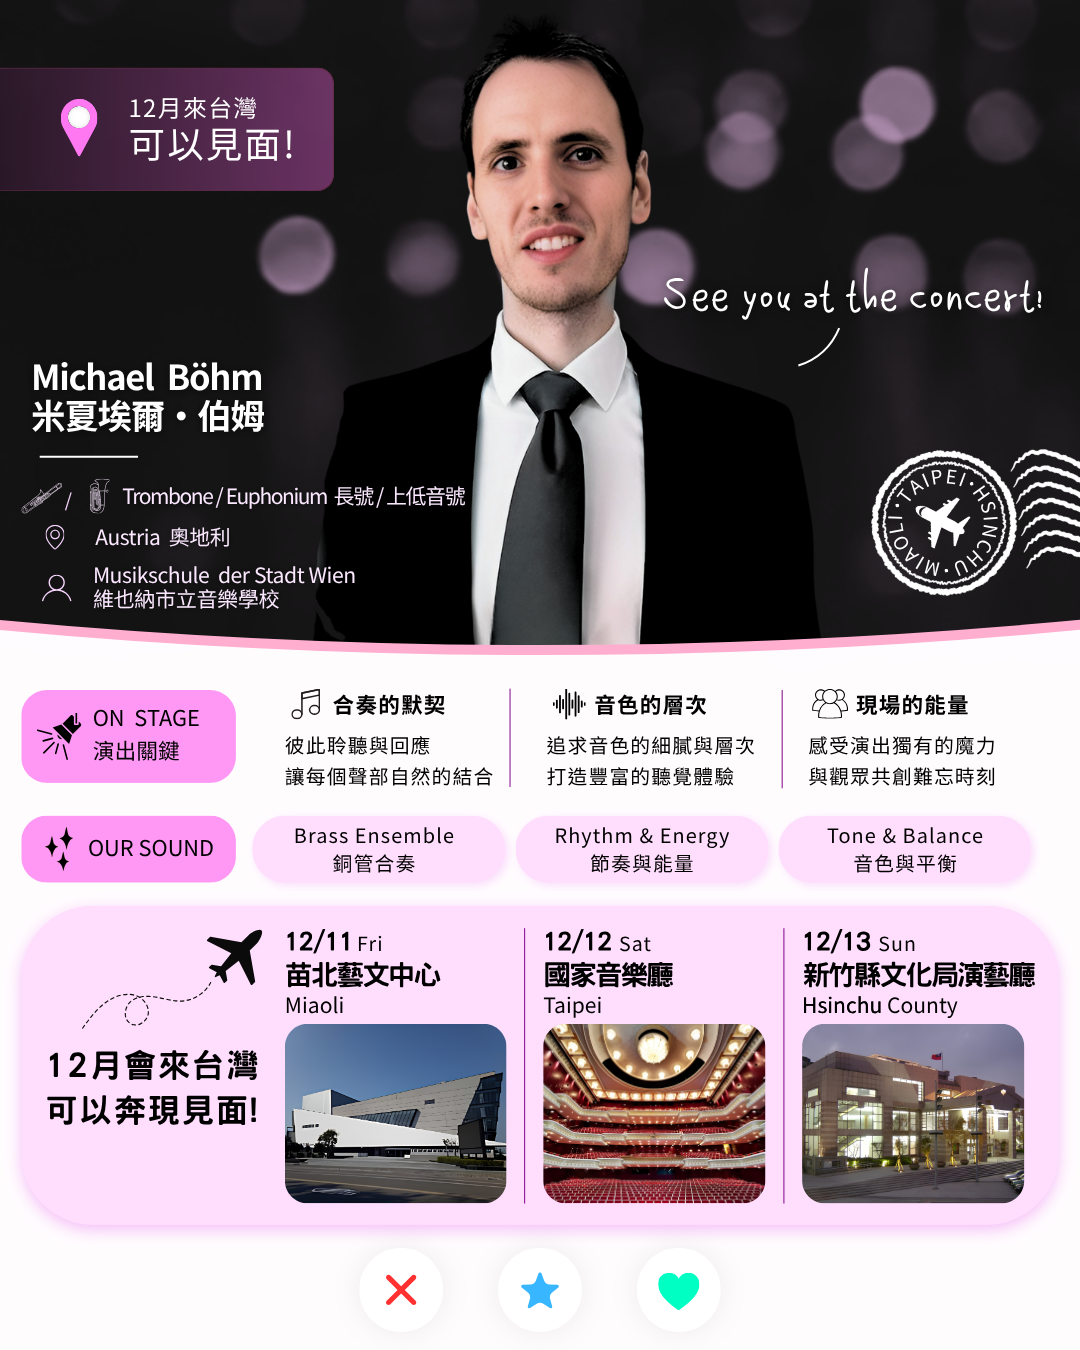 12月來台灣
可以見面!
See you at the concert!
Michael Böhm
米夏埃爾・伯姆
Trombone / Euphonium 長號 / 上低音號
Austria 奧地利
Musikschule der Stadt Wien
維也納市立音樂學校
TAIPEI · HSINCHU · MIAOLI ·
ON STAGE
演出關鍵
合奏的默契
彼此聆聽與回應
讓每個聲部自然的結合
音色的層次
追求音色的細膩與層次
打造豐富的聽覺體驗
現場的能量
感受演出獨有的魔力
與觀眾共創難忘時刻
OUR SOUND
Brass Ensemble
銅管合奏
Rhythm & Energy
節奏與能量
Tone & Balance
音色與平衡
12月會來台灣
可以奔現見面!
12/11 Fri
苗北藝文中心
Miaoli
12/12 Sat
國家音樂廳
Taipei
12/13 Sun
新竹縣文化局演藝廳
Hsinchu County